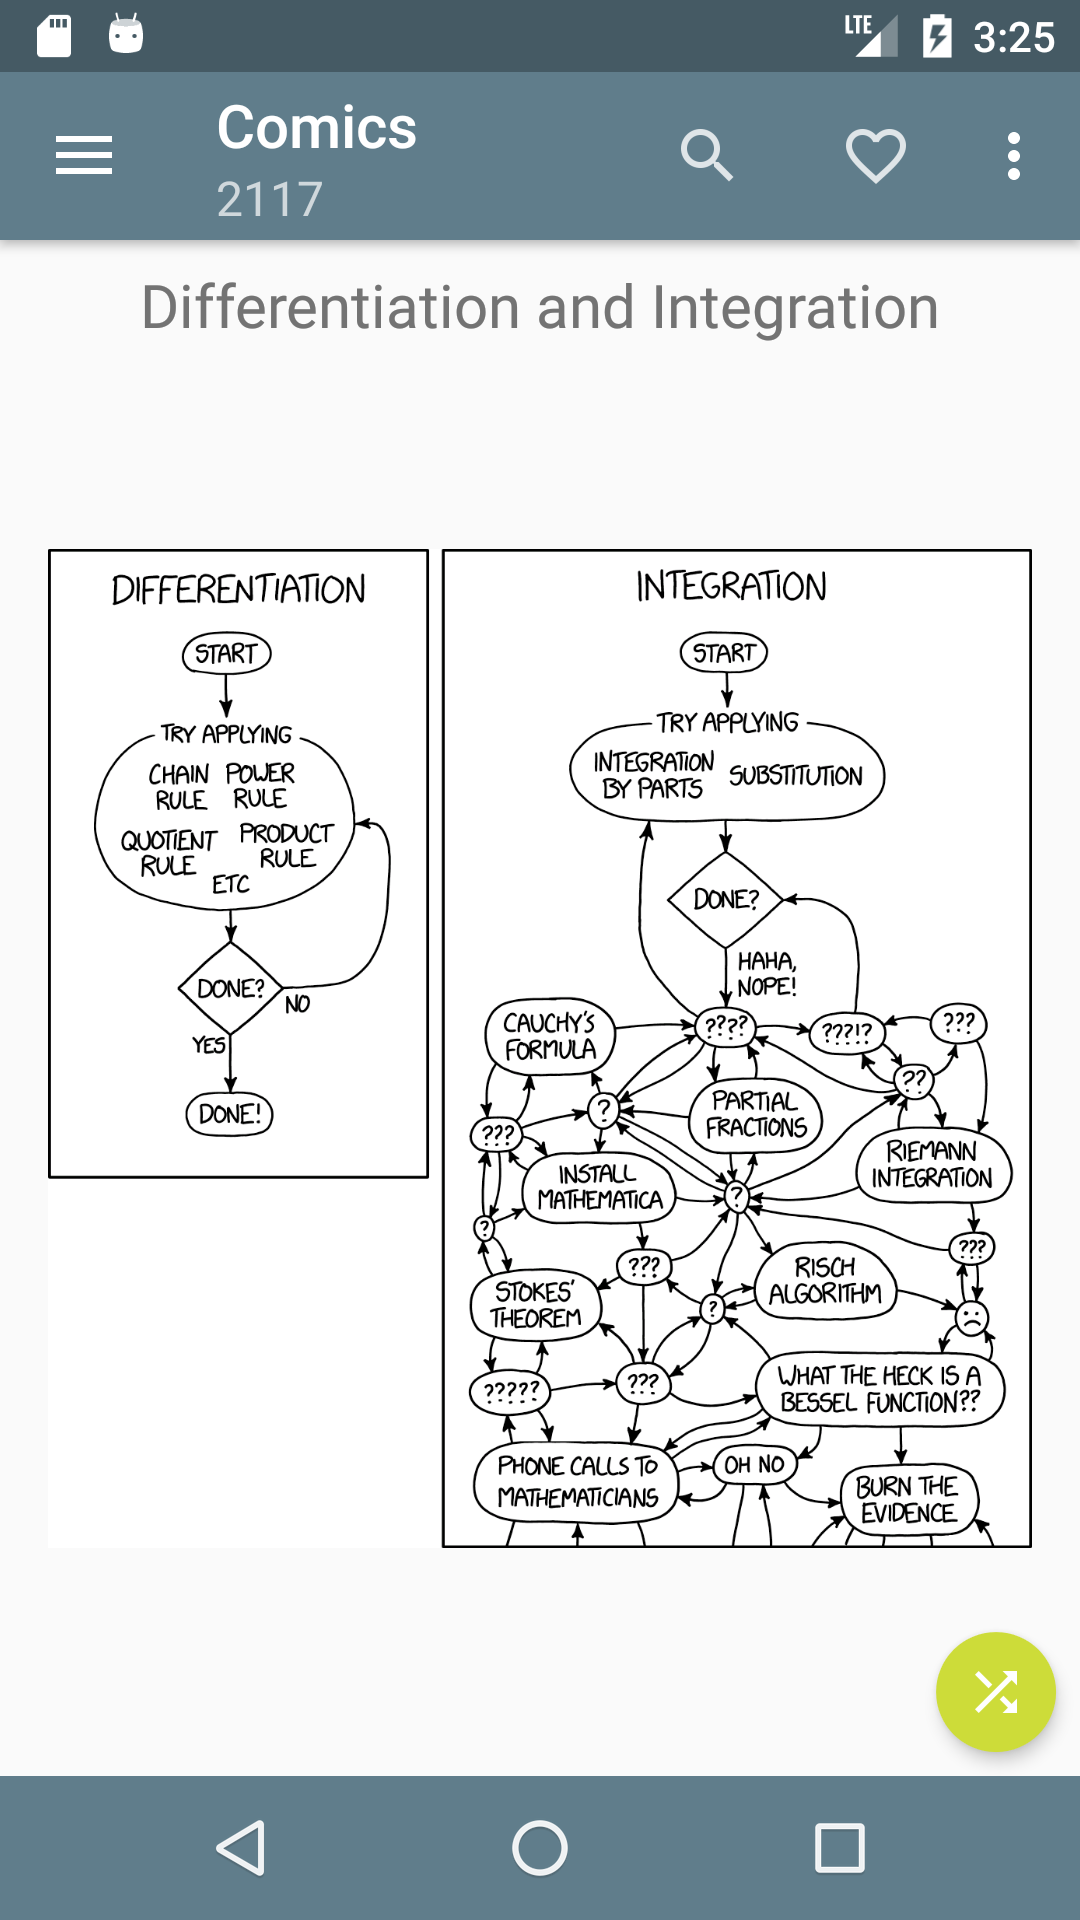 LTE 3:25
Comics
2117
Differentiation and Integration
DIFFERENTIATION
START
TRY APPLYING
CHAIN RULE
POWER RULE
QUOTIENT RULE
PRODUCT RULE
ETC
DONE?
NO
YES
DONE!
INTEGRATION
START
TRY APPLYING
INTEGRATION
BY PARTS
SUBSTITUTION
DONE?
HAHA,
NOPE!
CAUCHY'S
FORMULA
????
???!?
???
??
PARTIAL
FRACTIONS
?
???
RIEMANN
INTEGRATION
INSTALL
MATHEMATICA
?
?
???
???
RISCH
ALGORITHM
STOKES'
THEOREM
?
?????
???
WHAT THE HECK IS A
BESSEL FUNCTION??
PHONE CALLS TO
MATHEMATICIANS
OH NO
BURN THE
EVIDENCE